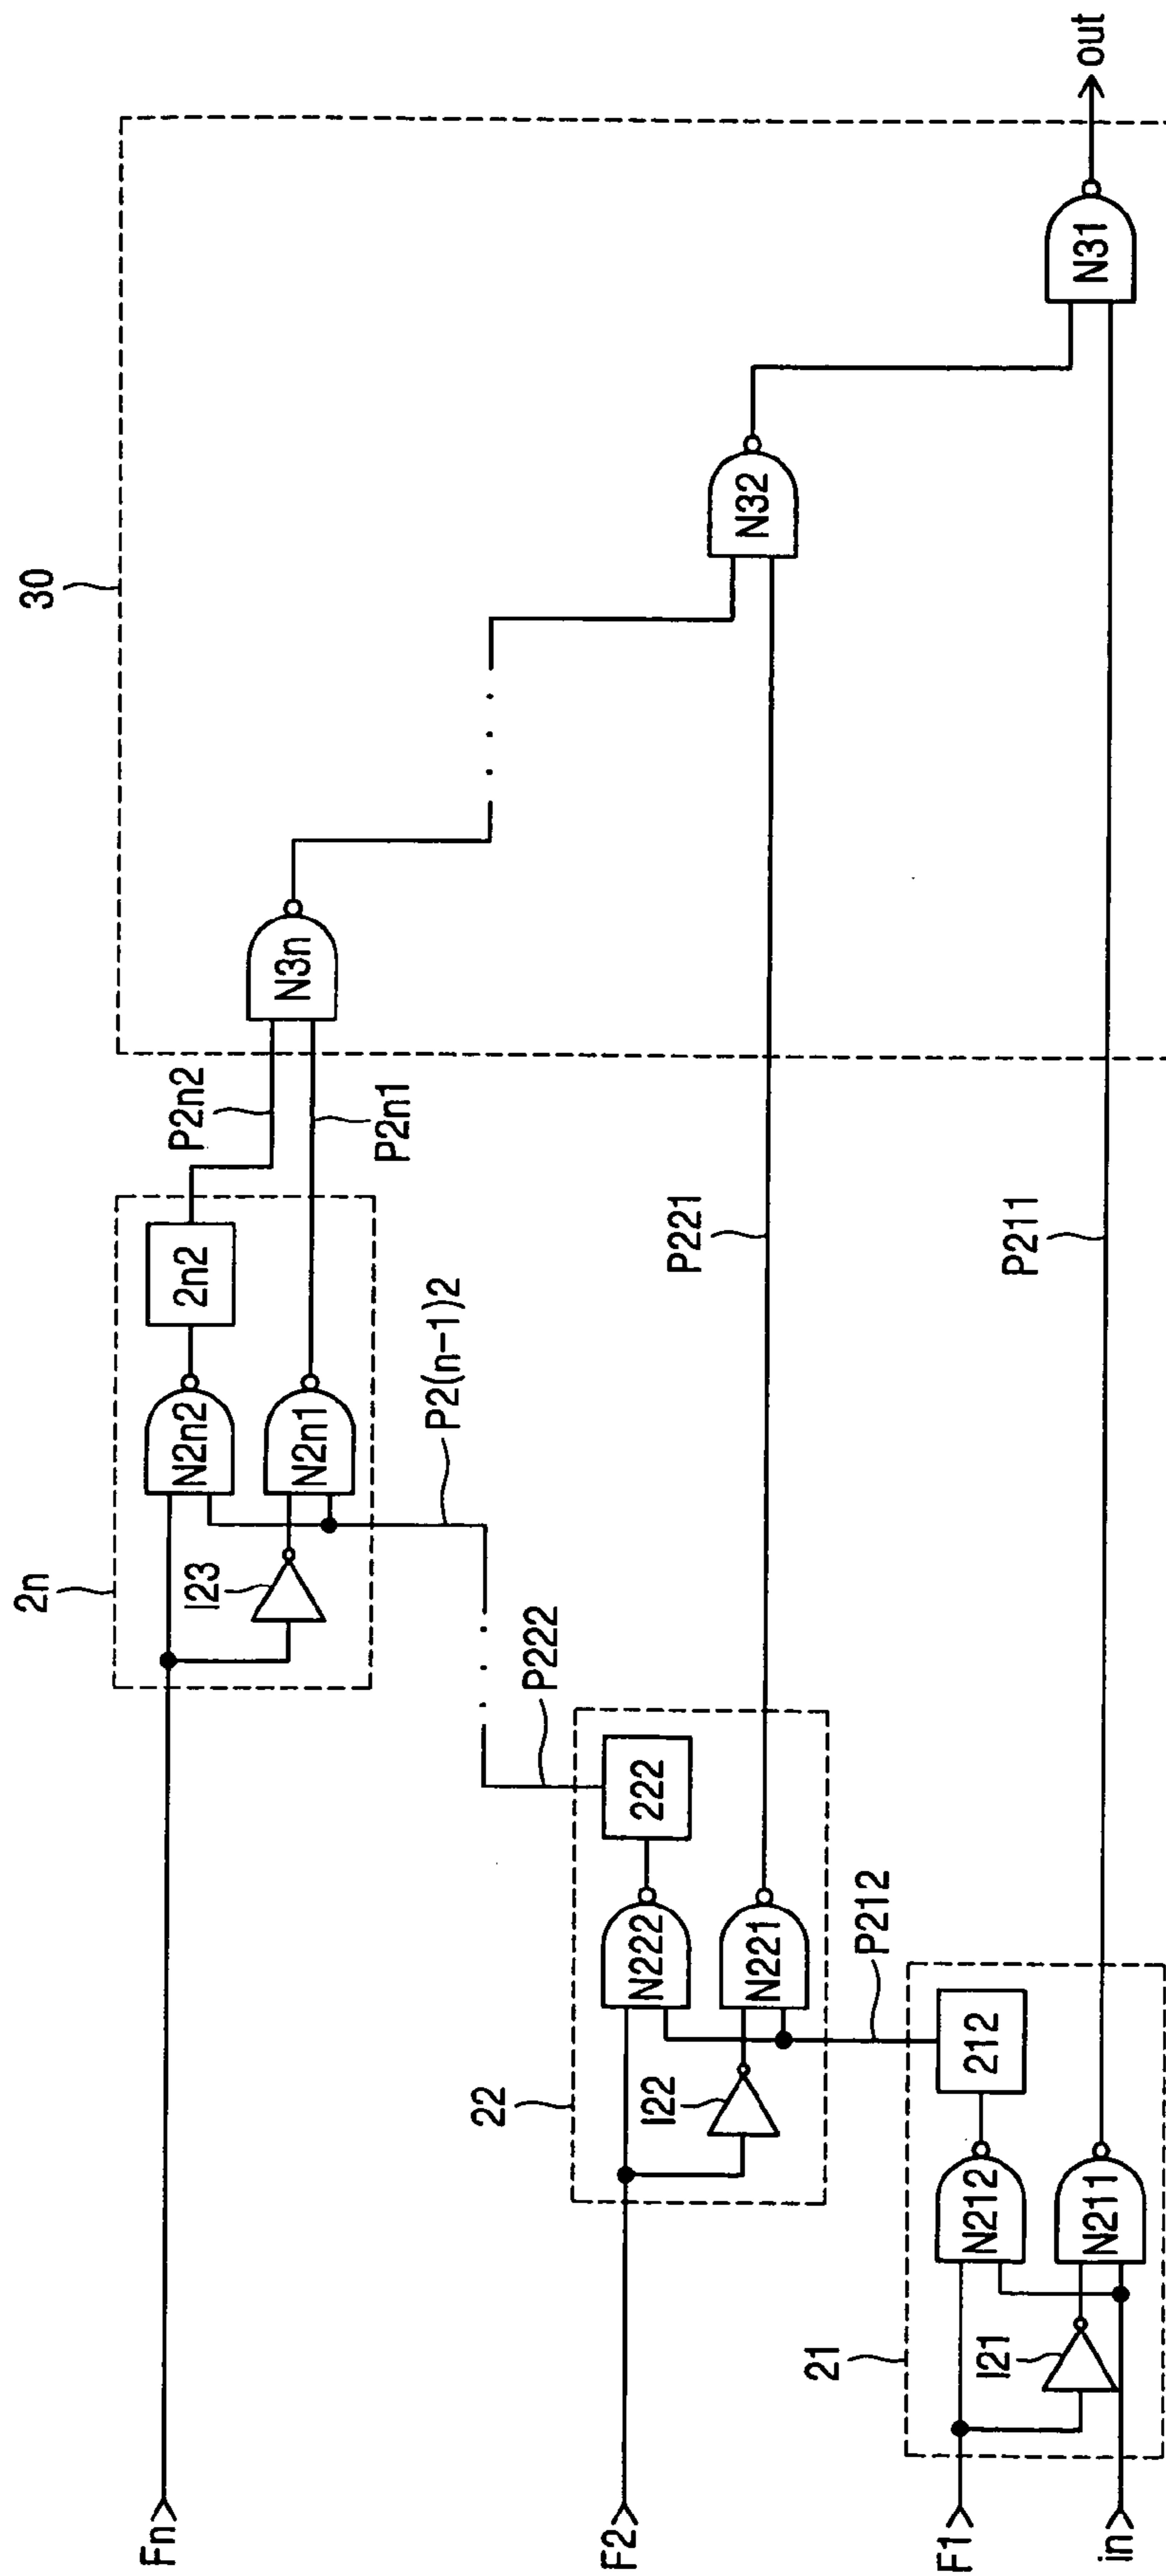 30
out
N31
N32
N3n
P2n2
P2n1
P221
P211
2n
2n2
N2n2
N2n1
I23
P2(n-1)2
P222
22
222
N222
N221
I22
P212
21
212
N212
N211
I21
Fn
F2
F1
in